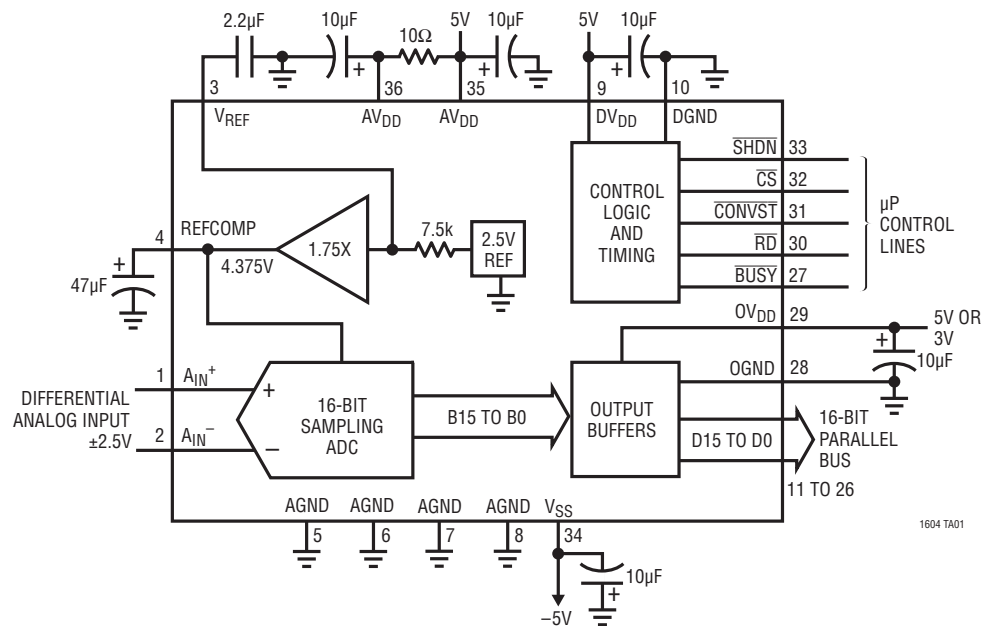 2.2µF
10µF
10Ω
5V
10µF
5V
10µF
3
36
35
9
10
VREF
AVDD
AVDD
DVDD
DGND
SHDN
33
CS
32
CONVST
31
RD
30
BUSY
27
µP
CONTROL
LINES
CONTROL
LOGIC
AND
TIMING
4
REFCOMP
4.375V
1.75X
7.5k
2.5V
REF
47µF
OVDD
29
5V OR
3V
10µF
OGND
28
1
AIN+
DIFFERENTIAL
ANALOG INPUT
±2.5V
2
AIN−
+
−
16-BIT
SAMPLING
ADC
B15 TO B0
OUTPUT
BUFFERS
D15 TO D0
16-BIT
PARALLEL
BUS
11 TO 26
AGND
AGND
AGND
AGND
VSS
5
6
7
8
34
10µF
−5V
1604 TA01